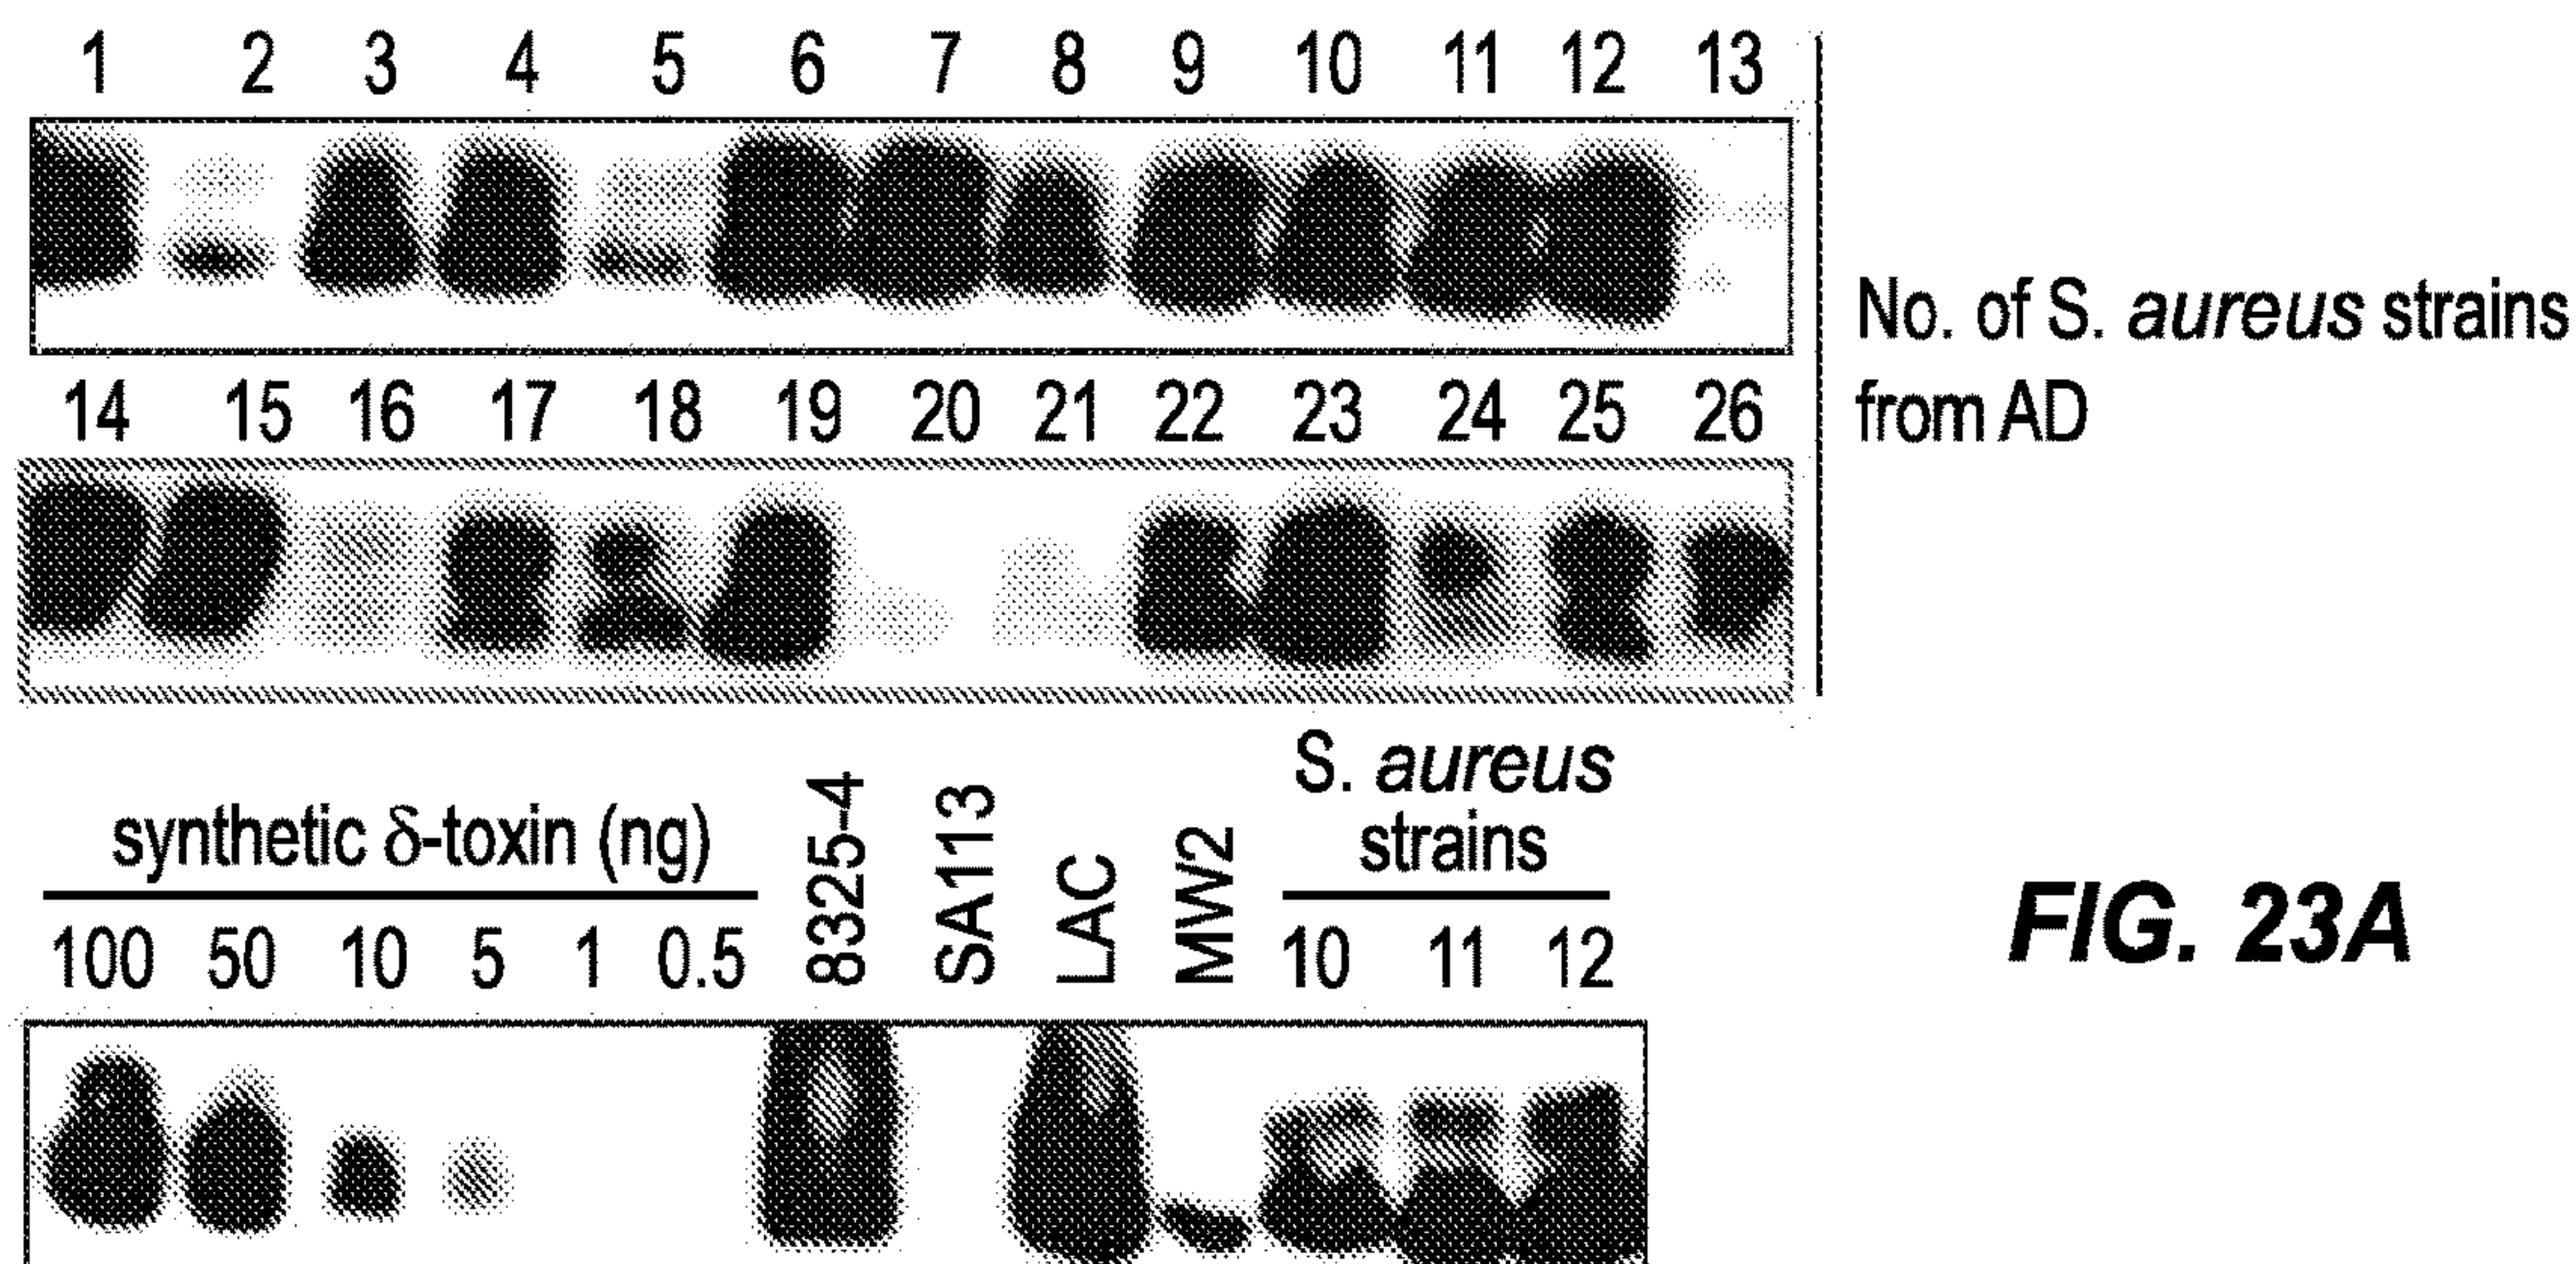 1 2 3 4 5 6 7 8 9 10 11 12 13
No. of S. aureus strains
from AD
14 15 16 17 18 19 20 21 22 23 24 25 26
synthetic δ-toxin (ng)
100 50 10 5 1 0.5
8325-4
SA113
LAC
MW2
S. aureus
strains
10 11 12
FIG. 23A